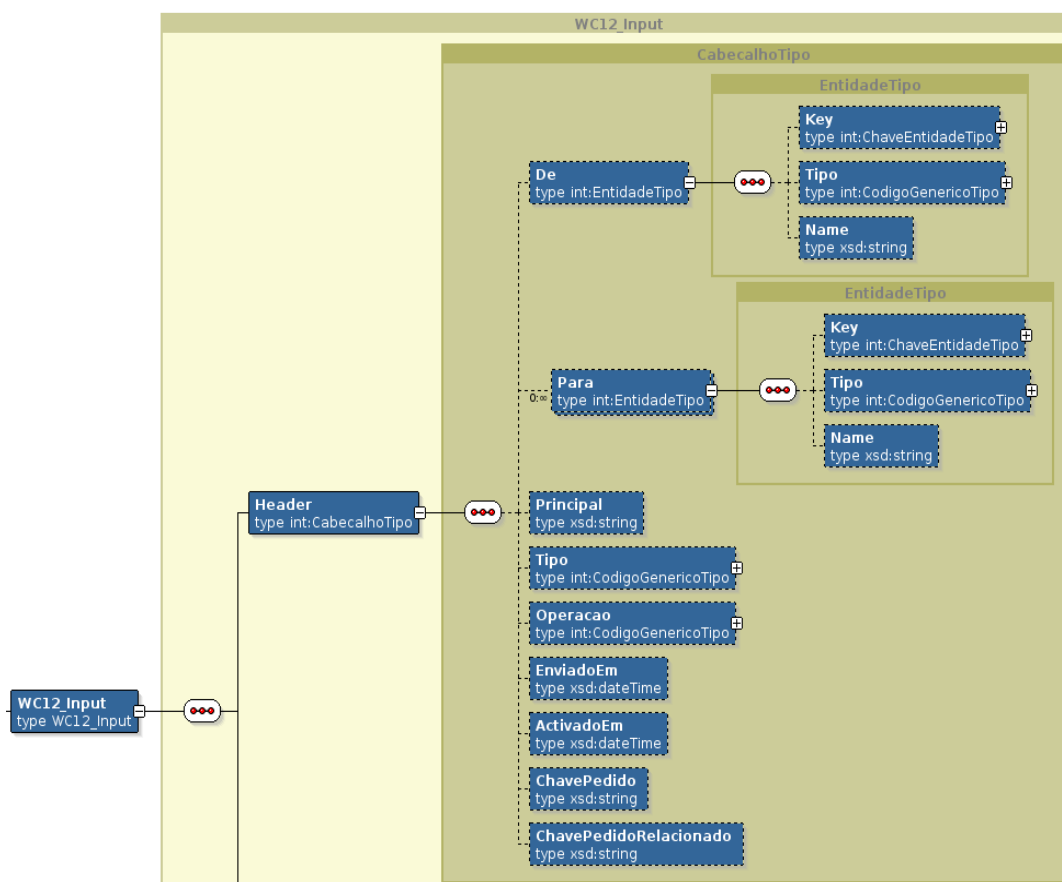 WC12_Input
CabecalhoTipo
EntidadeTipo
Key
type int:ChaveEntidadeTipo
De
type int:EntidadeTipo
Tipo
type int:CodigoGenericoTipo
Name
type xsd:string
EntidadeTipo
Key
type int:ChaveEntidadeTipo
Para
type int:EntidadeTipo
0:∞
Tipo
type int:CodigoGenericoTipo
Name
type xsd:string
Header
type int:CabecalhoTipo
Principal
type xsd:string
Tipo
type int:CodigoGenericoTipo
Operacao
type int:CodigoGenericoTipo
EnviadoEm
type xsd:dateTime
WC12_Input
type WC12_Input
ActivadoEm
type xsd:dateTime
ChavePedido
type xsd:string
ChavePedidoRelacionado
type xsd:string